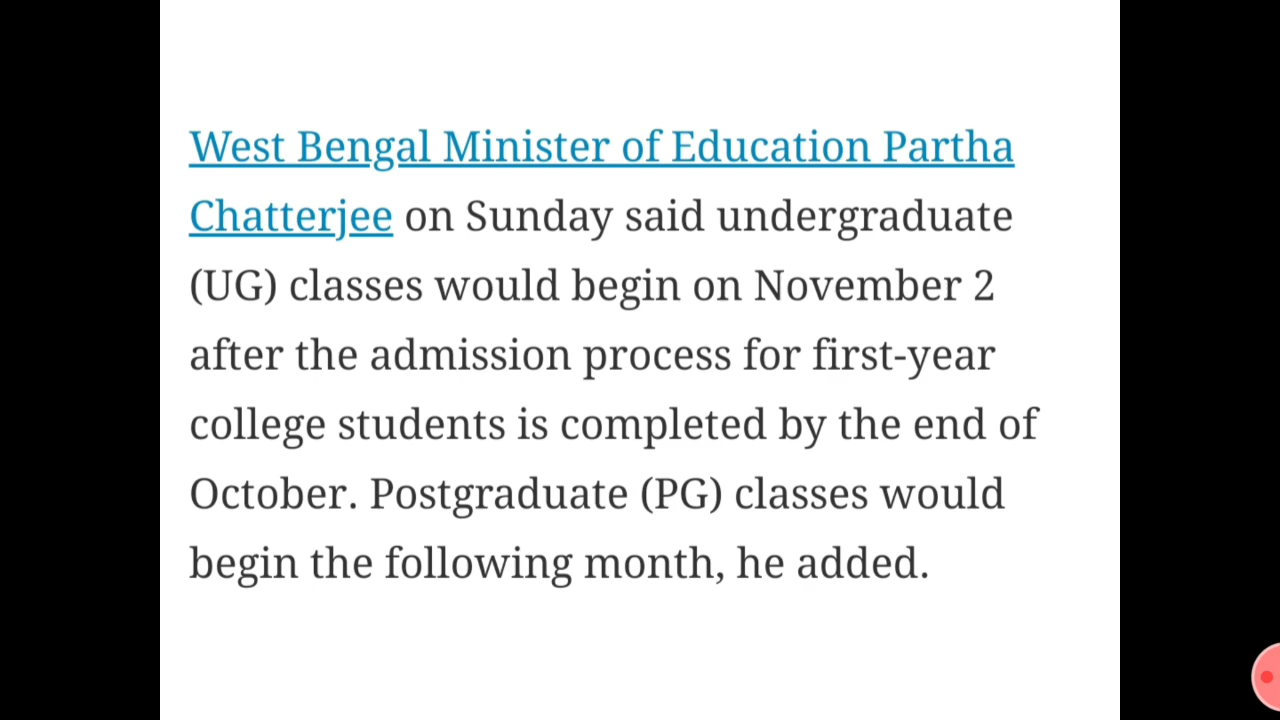 West Bengal Minister of Education Partha
Chatterjee on Sunday said undergraduate
(UG) classes would begin on November 2
after the admission process for first-year
college students is completed by the end of
October. Postgraduate (PG) classes would
begin the following month, he added.